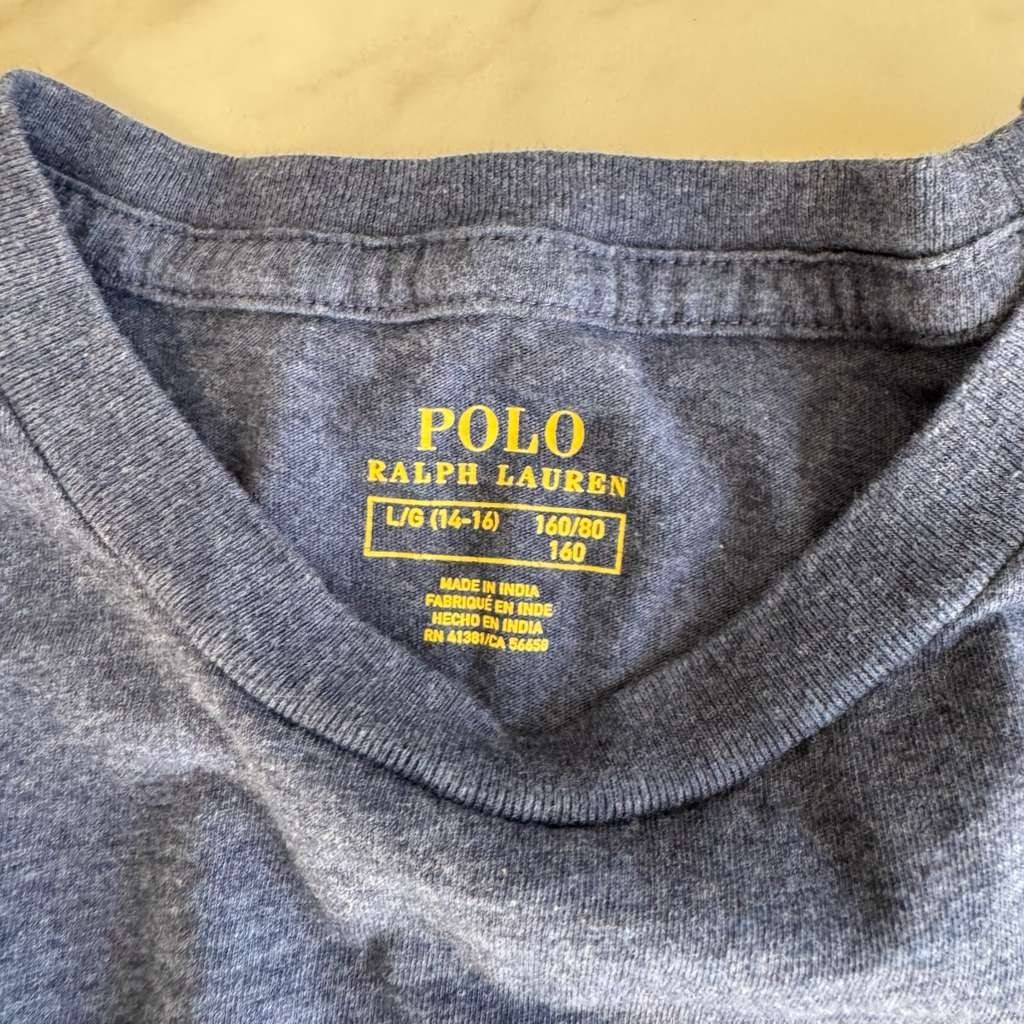 POLO
RALPH LAUREN
L/G (14-16) 160/80
160
MADE IN INDIA
FABRIQUÉ EN INDE
HECHO EN INDIA
RN 41381/CA 56659